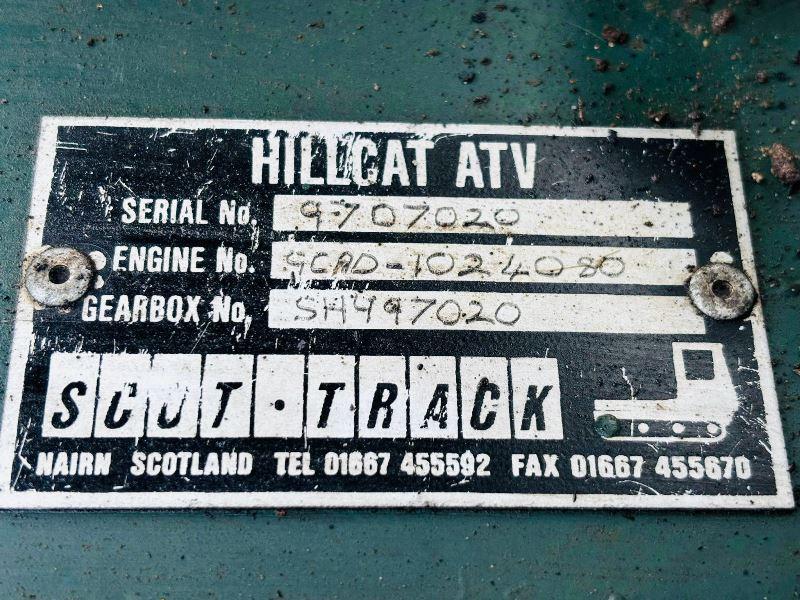 HILLCAT ATV
SERIAL No. 9707020
ENGINE No. GCAD-1024080
GEARBOX No. SH497020
SCOT·TRACK
NAIRN SCOTLAND TEL 01667 455592 FAX 01667 455670